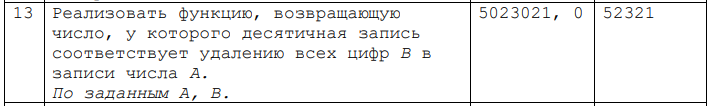 13 Реализовать функцию, возвращающую 5023021, 0 52321
число, у которого десятичная запись
соответствует удалению всех цифр B в
записи числа A.
По заданным A, B.